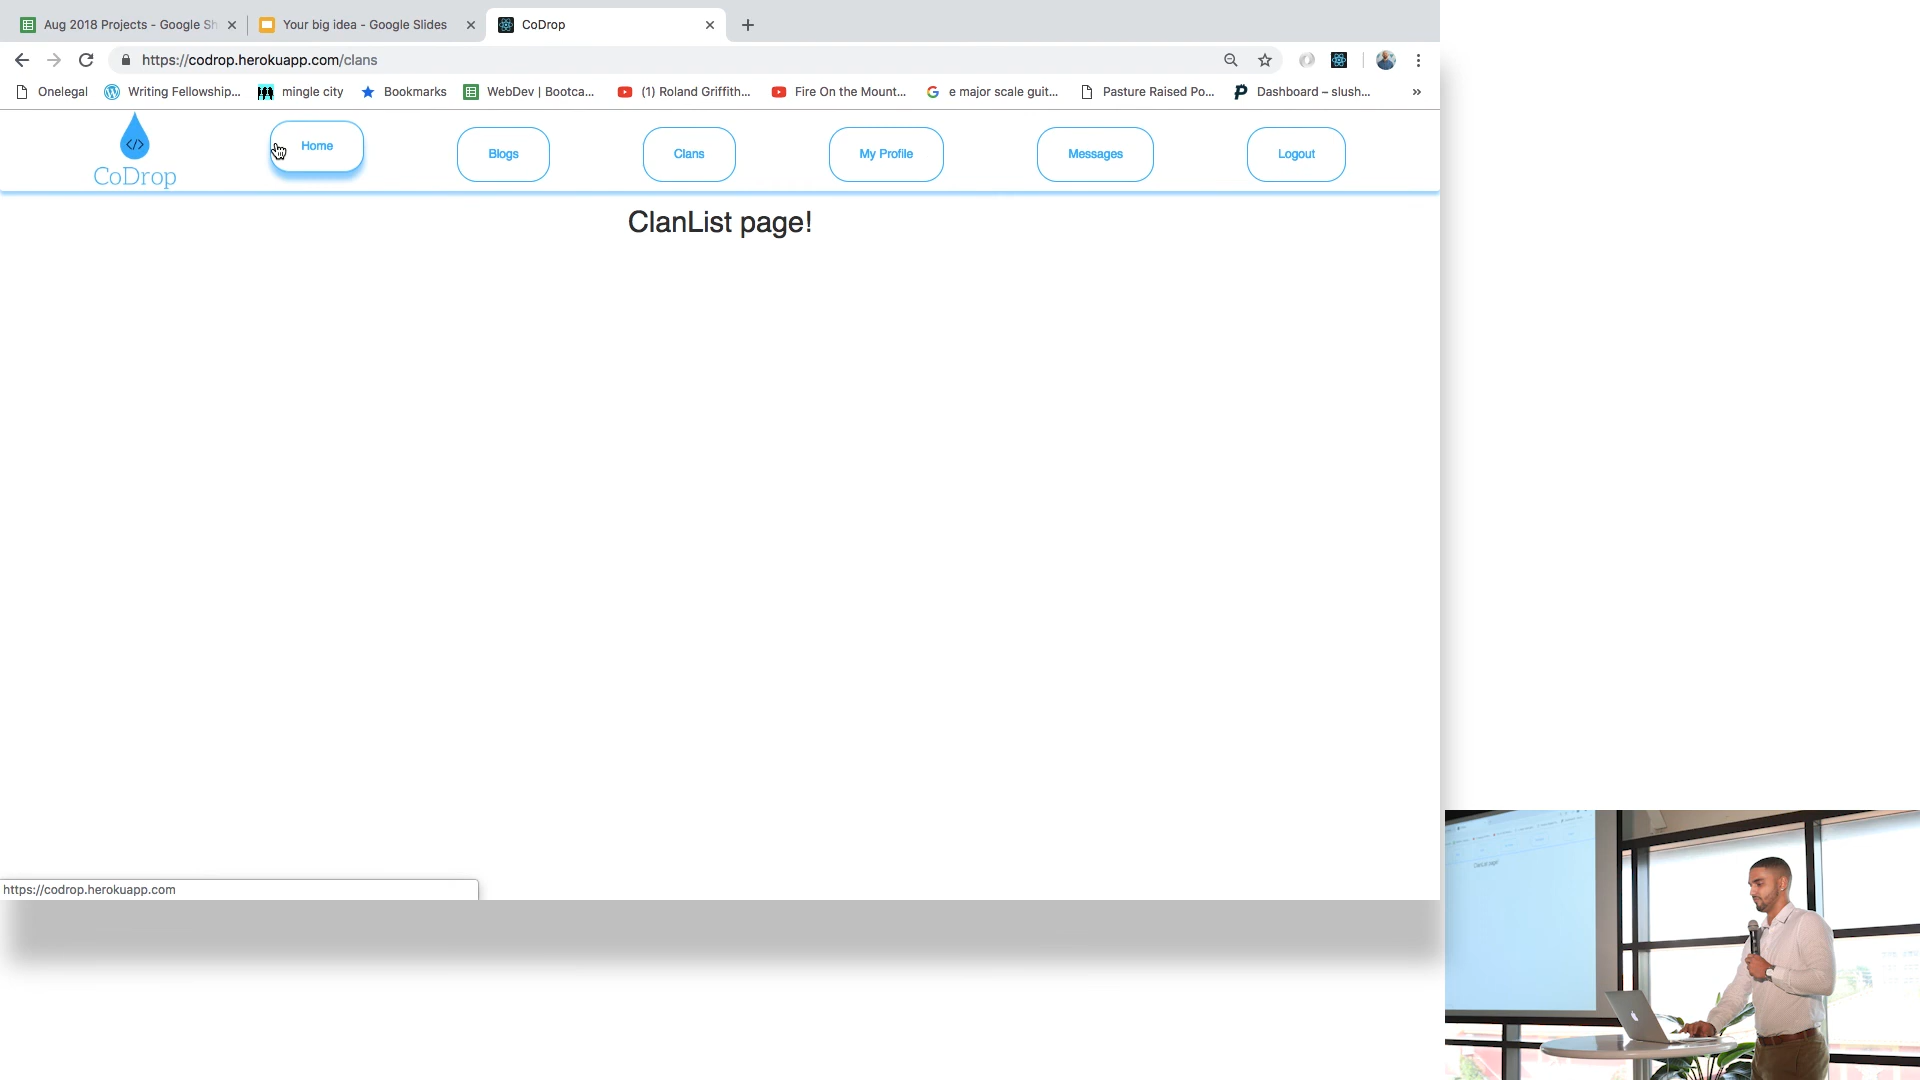 Aug 2018 Projects - Google Sh
Your big idea - Google Slides
CoDrop
https://codrop.herokuapp.com/clans
Onelegal
Writing Fellowship...
mingle city
Bookmarks
WebDev | Bootca...
(1) Roland Griffith...
Fire On the Mount...
e major scale guit...
Pasture Raised Po...
Dashboard – slush...
»
</>
CoDrop
Home
Blogs
Clans
My Profile
Messages
Logout
ClanList page!
https://codrop.herokuapp.com
ClanList page!